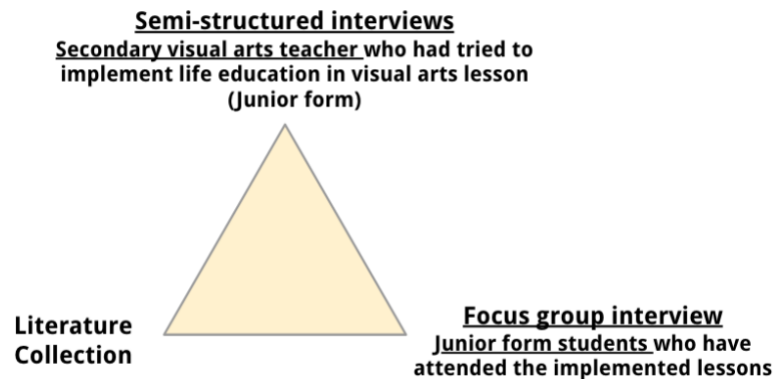 Semi-structured interviews
Secondary visual arts teacher who had tried to
implement life education in visual arts lesson
(Junior form)
Literature
Collection
Focus group interview
Junior form students who have
attended the implemented lessons